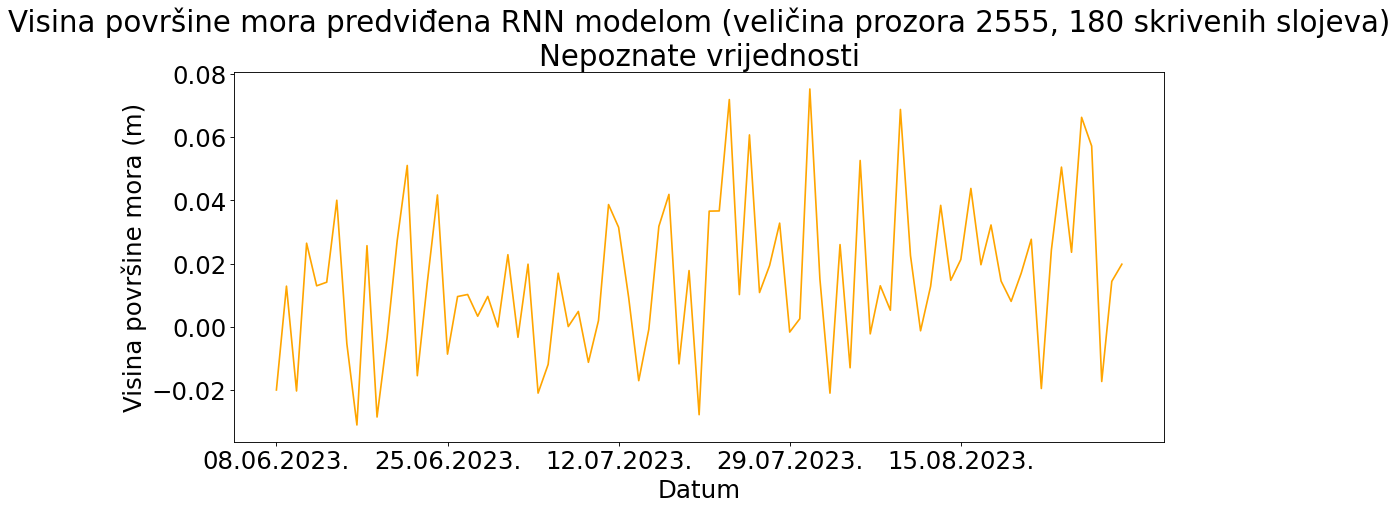 Visina površine mora predviđena RNN modelom (veličina prozora 2555, 180 skrivenih slojeva)
Nepoznate vrijednosti
0.08
0.06
0.04
0.02
0.00
−0.02
Visina površine mora (m)
08.06.2023. 25.06.2023. 12.07.2023. 29.07.2023. 15.08.2023.
Datum